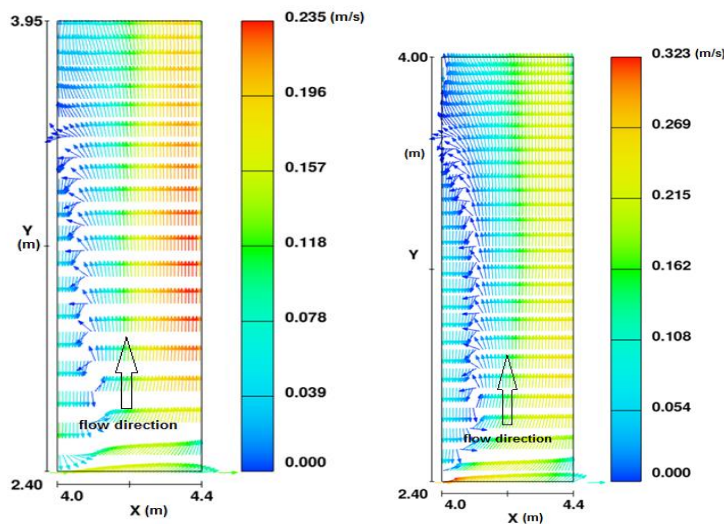 3.95
Y
(m)
2.40
4.0
4.4
X (m)
flow direction
0.235 (m/s)
0.196
0.157
0.118
0.078
0.039
0.000
4.00
(m)
Y
2.40
4.0
4.4
X (m)
flow direction
0.323 (m/s)
0.269
0.215
0.162
0.108
0.054
0.000